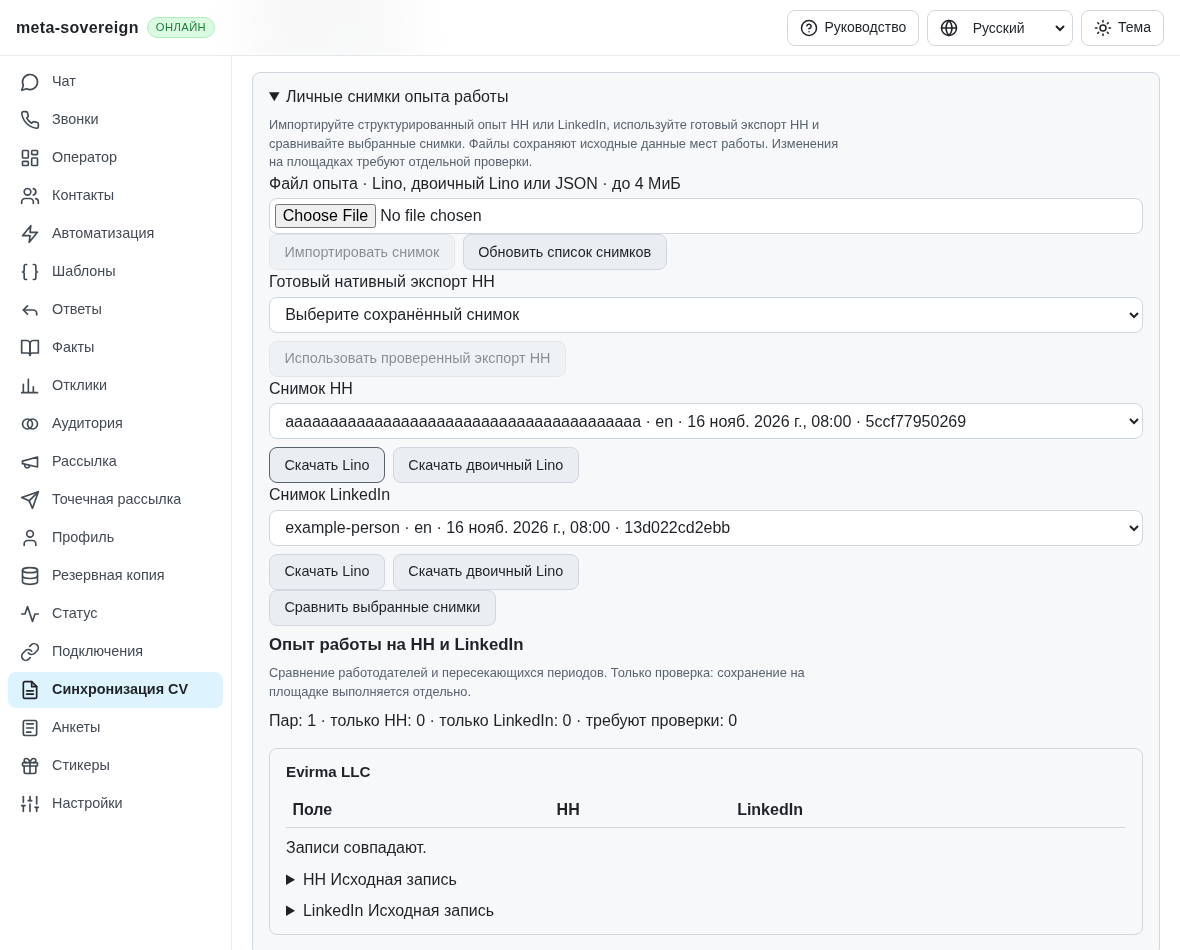 meta-sovereign ОНЛАЙН
Руководство
Русский
Тема
Чат
Звонки
Оператор
Контакты
Автоматизация
Шаблоны
Ответы
Факты
Отклики
Аудитория
Рассылка
Точечная рассылка
Профиль
Резервная копия
Статус
Подключения
Синхронизация CV
Анкеты
Стикеры
Настройки
Личные снимки опыта работы
Импортируйте структурированный опыт HH или LinkedIn, используйте готовый экспорт HH и
сравнивайте выбранные снимки. Файлы сохраняют исходные данные мест работы. Изменения
на площадках требуют отдельной проверки.
Файл опыта · Lino, двоичный Lino или JSON · до 4 МиБ
Choose File No file chosen
Импортировать снимок Обновить список снимков
Готовый нативный экспорт HH
Выберите сохранённый снимок
Использовать проверенный экспорт HH
Снимок HH
aaaaaaaaaaaaaaaaaaaaaaaaaaaaaaaaaaaaaaaa · en · 16 нояб. 2026 г., 08:00 · 5ccf77950269
Скачать Lino Скачать двоичный Lino
Снимок LinkedIn
example-person · en · 16 нояб. 2026 г., 08:00 · 13d022cd2ebb
Скачать Lino Скачать двоичный Lino
Сравнить выбранные снимки
Опыт работы на HH и LinkedIn
Сравнение работодателей и пересекающихся периодов. Только проверка: сохранение на
площадке выполняется отдельно.
Пар: 1 · только HH: 0 · только LinkedIn: 0 · требуют проверки: 0
Evirma LLC
Поле HH LinkedIn
Записи совпадают.
HH Исходная запись
LinkedIn Исходная запись